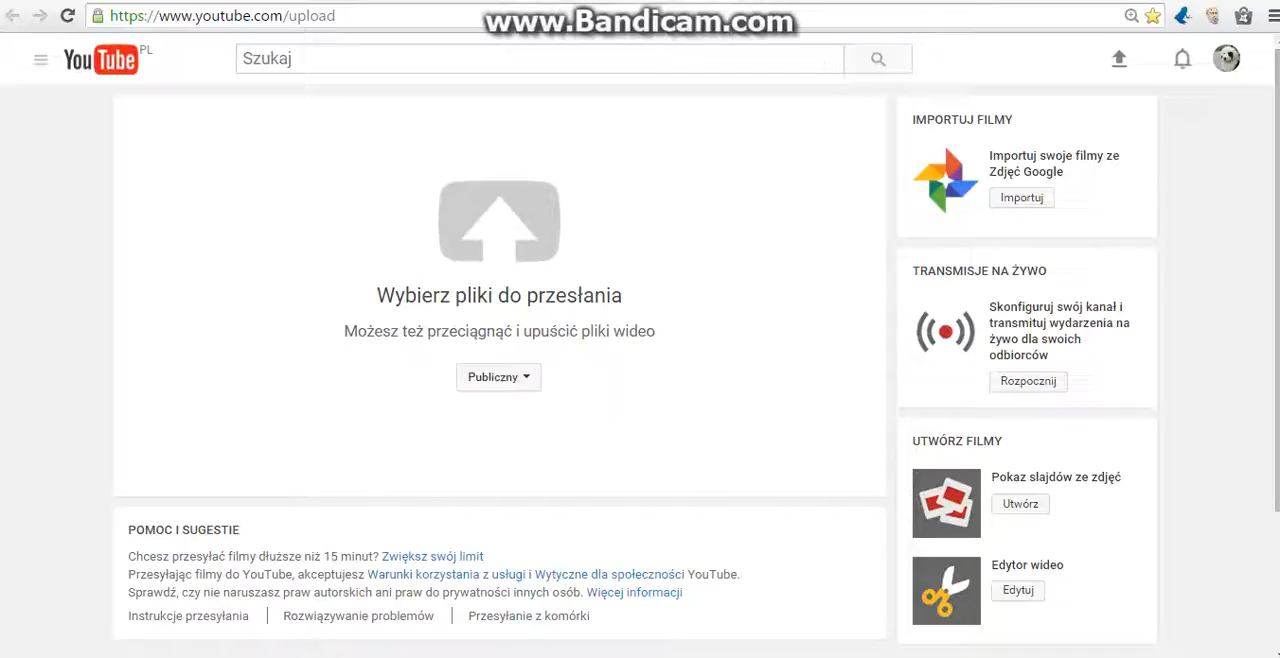 https://www.youtube.com/upload
www.Bandicam.com
YouTube PL
Szukaj
Wybierz pliki do przesłania
Możesz też przeciągnąć i upuścić pliki wideo
Publiczny
POMOC I SUGESTIE
Chcesz przesyłać filmy dłuższe niż 15 minut? Zwiększ swój limit
Przesyłając filmy do YouTube, akceptujesz Warunki korzystania z usługi i Wytyczne dla społeczności YouTube.
Sprawdź, czy nie naruszasz praw autorskich ani praw do prywatności innych osób. Więcej informacji
Instrukcje przesyłania
Rozwiązywanie problemów
Przesyłanie z komórki
IMPORTUJ FILMY
Importuj swoje filmy ze
Zdjęć Google
Importuj
TRANSMISJE NA ŻYWO
Skonfiguruj swój kanał i
transmituj wydarzenia na
żywo dla swoich
odbiorców
Rozpocznij
UTWÓRZ FILMY
Pokaz slajdów ze zdjęć
Utwórz
Edytor wideo
Edytuj